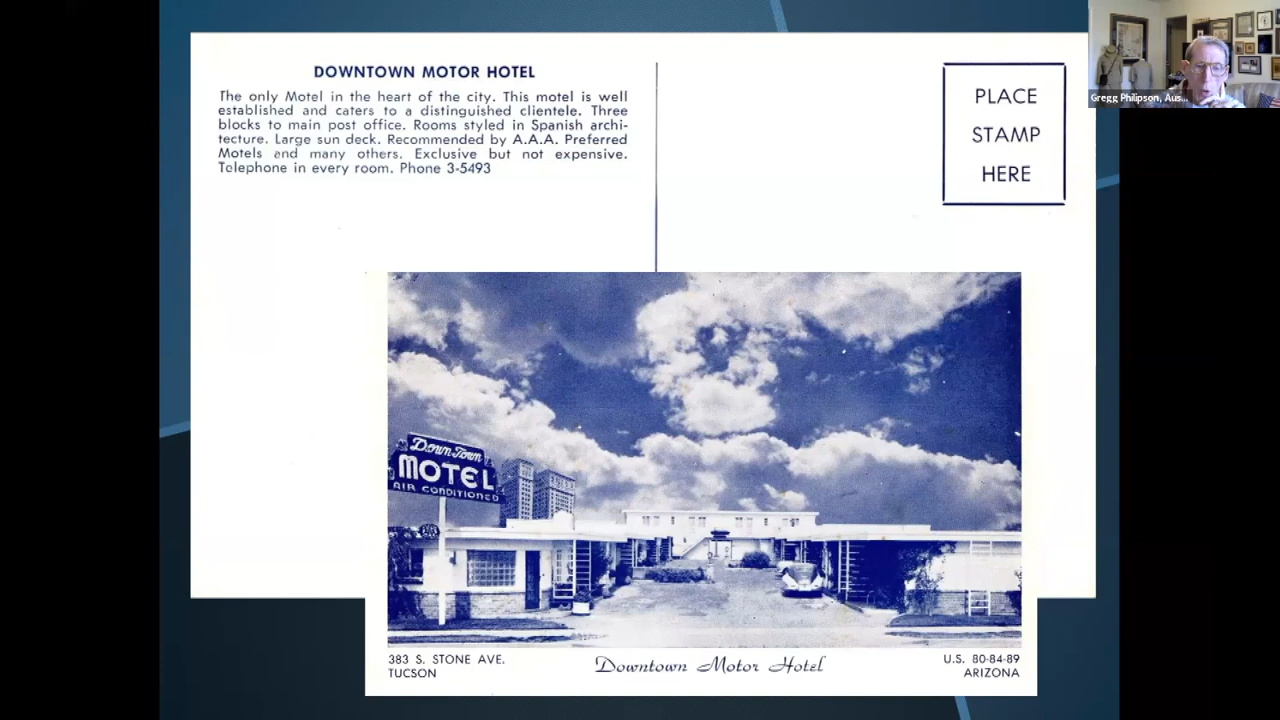 DOWNTOWN MOTOR HOTEL
The only Motel in the heart of the city. This motel is well
established and caters to a distinguished clientele. Three
blocks to main post office. Rooms styled in Spanish archi-
tecture. Large sun deck. Recommended by A.A.A. Preferred
Motels and many others. Exclusive but not expensive.
Telephone in every room. Phone 3-5493
PLACE
STAMP
HERE
Gregg Philipson, Aus...
DownTown
MOTEL
AIR CONDITIONED
383 S. STONE AVE.
TUCSON
Downtown Motor Hotel
U.S. 80-84-89
ARIZONA